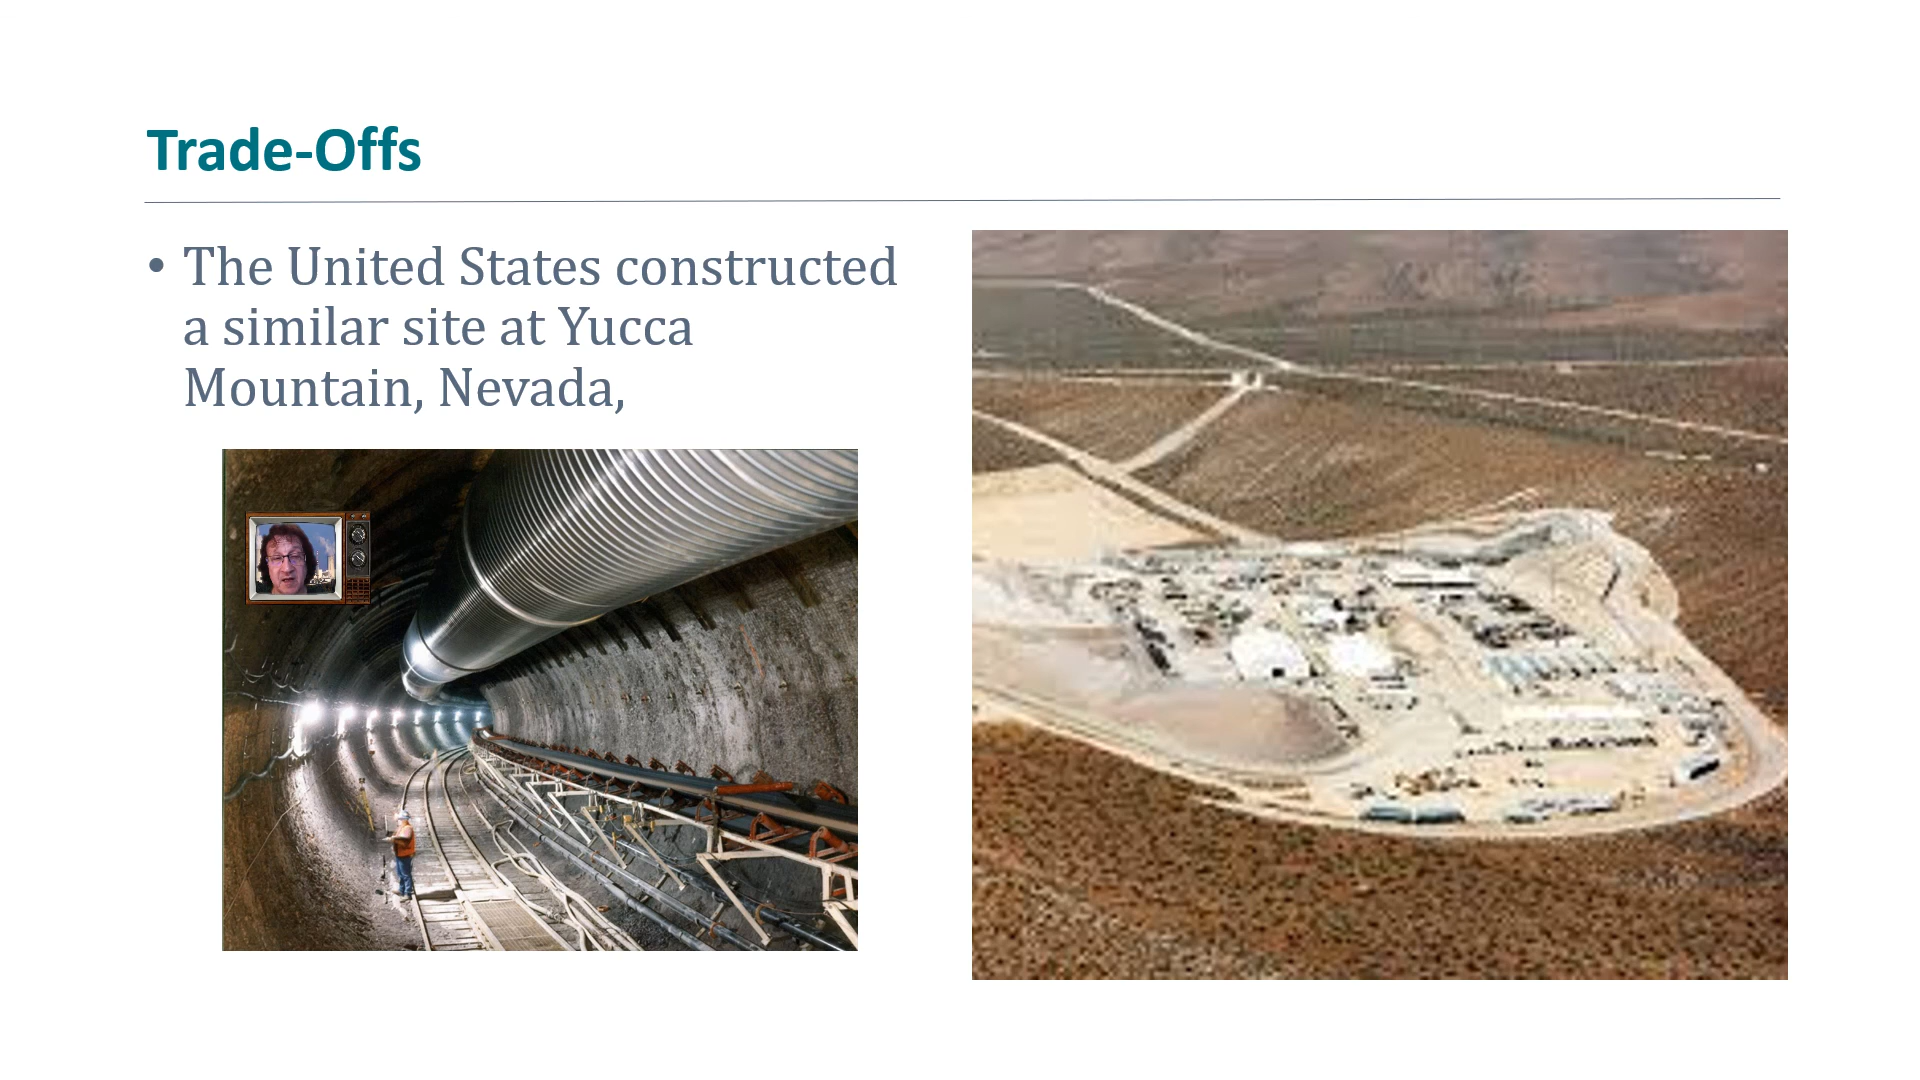 Trade-Offs
• The United States constructed
a similar site at Yucca
Mountain, Nevada,